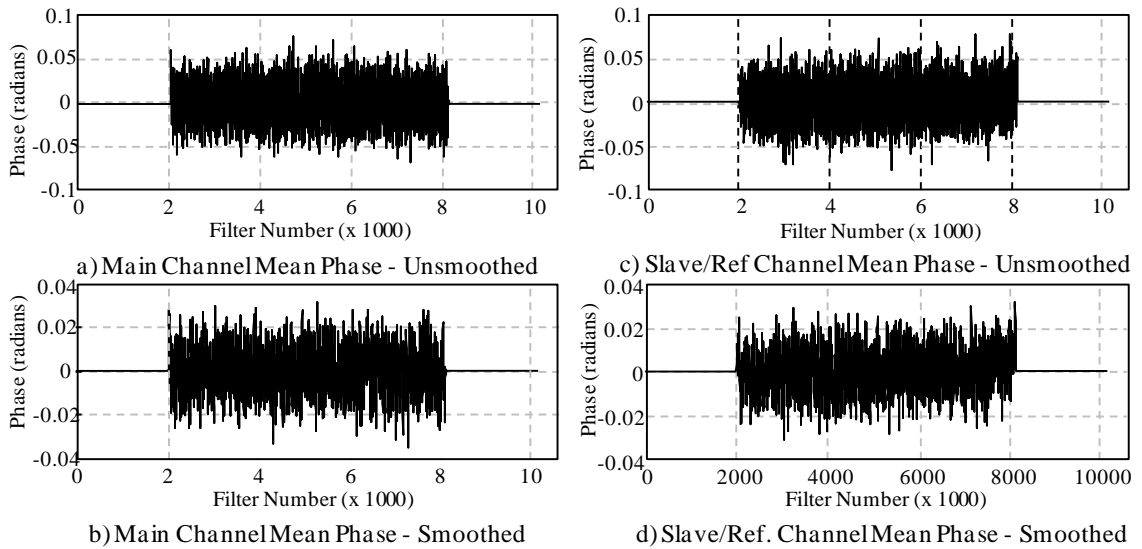 0.1
0.05
0
-0.05
-0.1
Phase (radians)
0 2 4 6 8 10
Filter Number (x 1000)
a) Main Channel Mean Phase - Unsmoothed
0.04
0.02
0
-0.02
-0.04
Phase (radians)
0 2 4 6 8 10
Filter Number (x 1000)
b) Main Channel Mean Phase - Smoothed
0.1
0.05
0
-0.05
-0.1
Phase (radians)
0 2 4 6 8 10
Filter Number (x 1000)
c) Slave/Ref Channel Mean Phase - Unsmoothed
0.04
0.02
0
-0.02
-0.04
Phase (radians)
0 2000 4000 6000 8000 10000
Filter Number (x 1000)
d) Slave/Ref. Channel Mean Phase - Smoothed